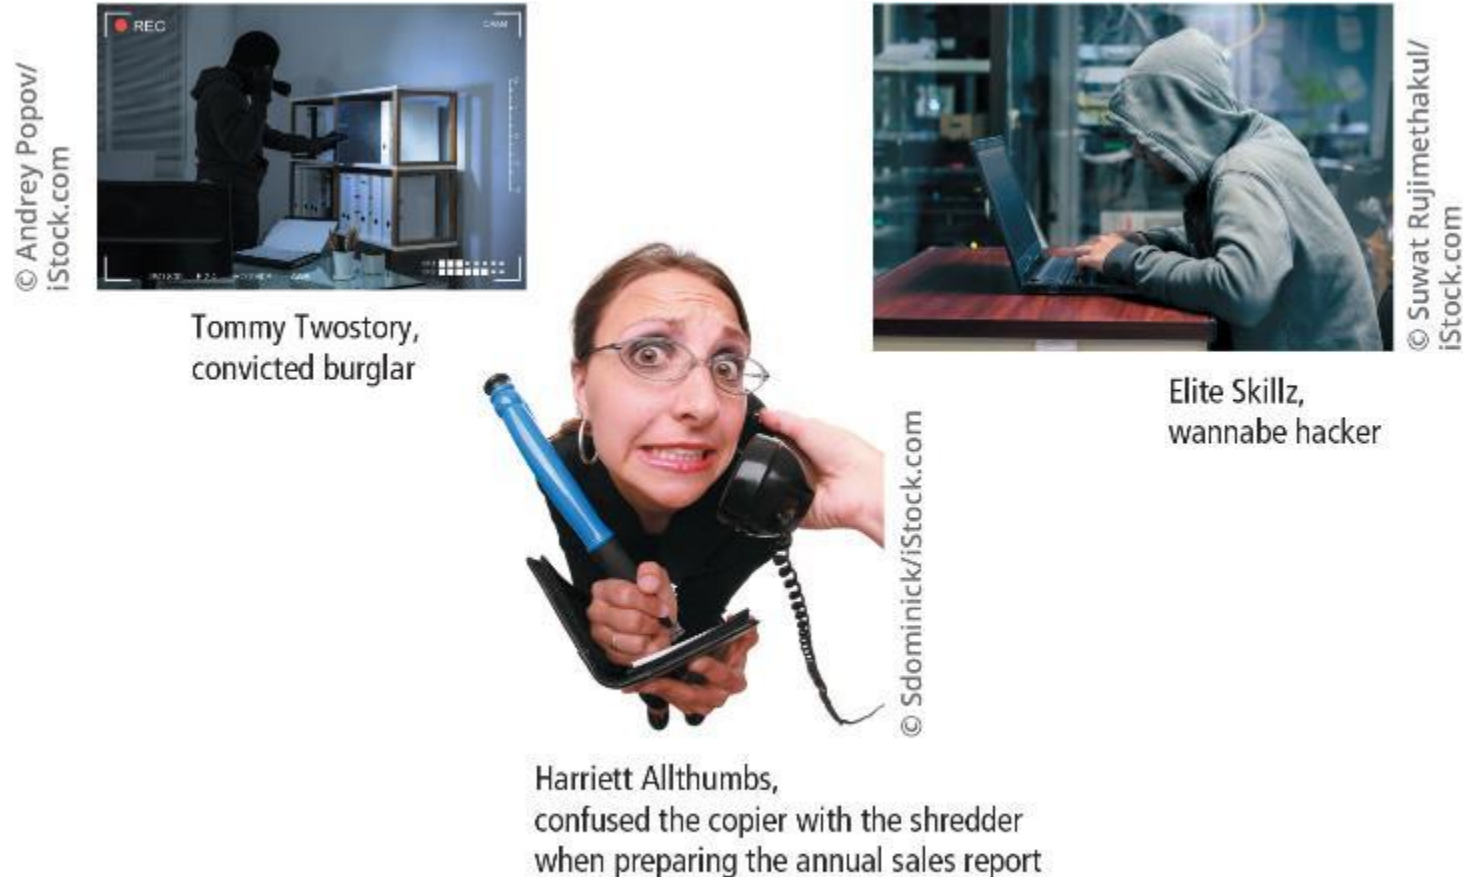 REC
© Andrey Popov/
iStock.com
Tommy Twostory,
convicted burglar
© Suwat Rujimethakul/
iStock.com
Elite Skillz,
wannabe hacker
© Sdominick/iStock.com
Harriett Allthumbs,
confused the copier with the shredder
when preparing the annual sales report